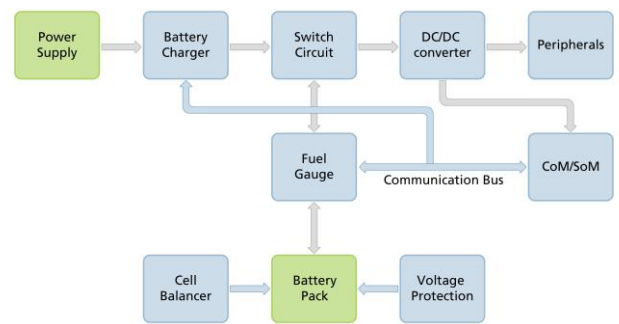 Power
Supply
Battery
Charger
Switch
Circuit
DC/DC
converter
Peripherals
Fuel
Gauge
Communication Bus
CoM/SoM
Cell
Balancer
Battery
Pack
Voltage
Protection